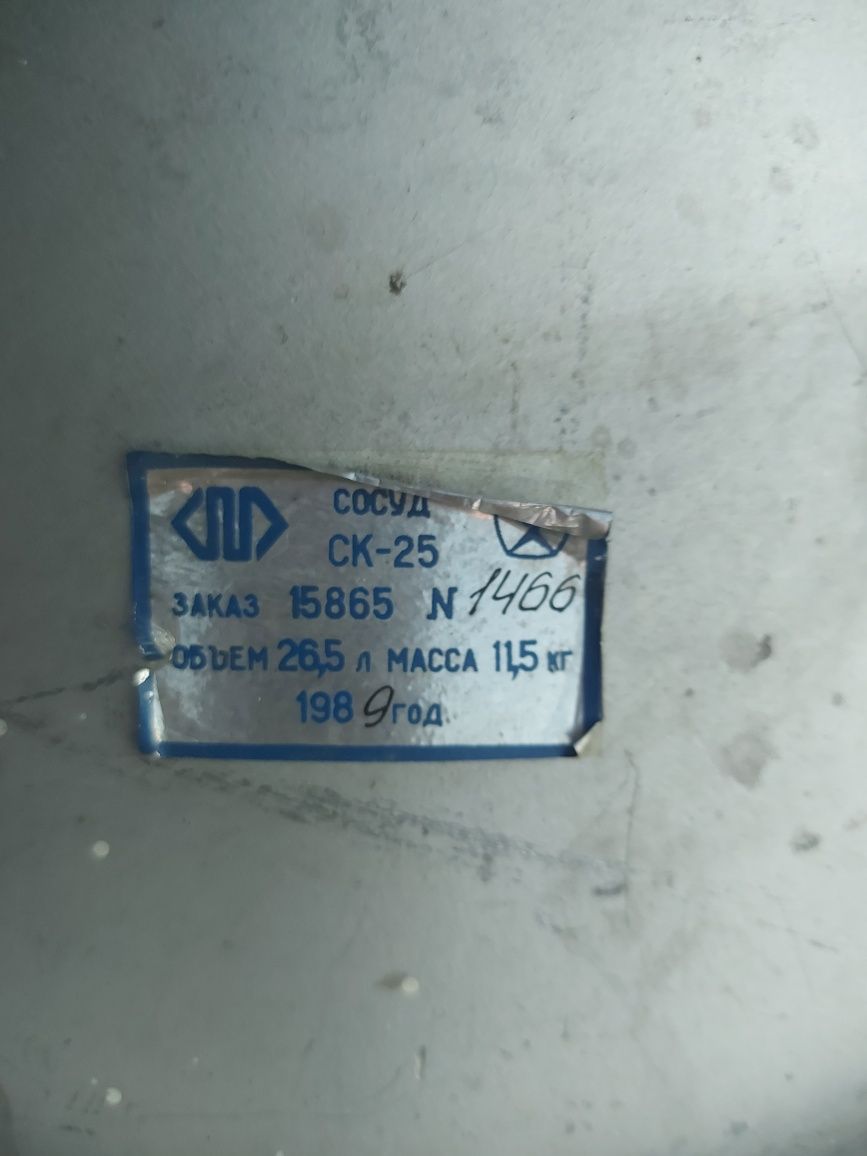 СОСУД
СК-25
ЗАКАЗ 15865 N 1466
ОБЪЕМ 26,5 л МАССА 11,5 кг
1989 год